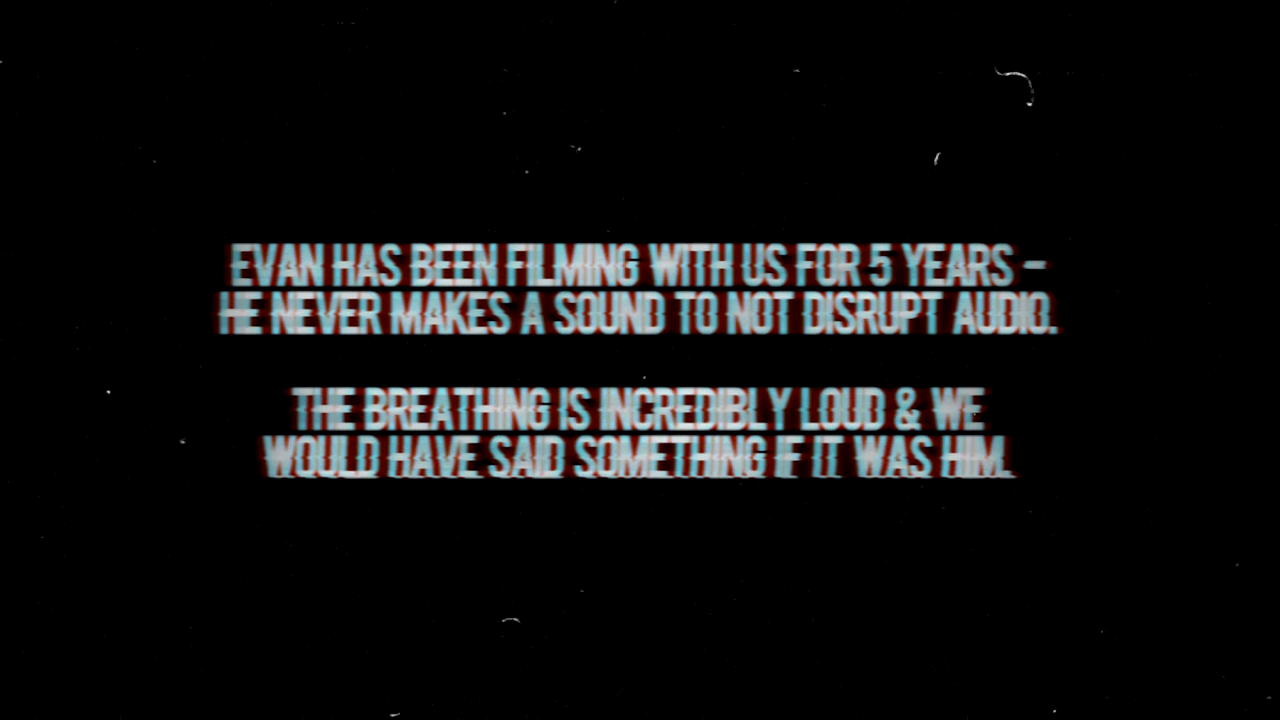 EVAN HAS BEEN FILMING WITH US FOR 5 YEARS –
HE NEVER MAKES A SOUND TO NOT DISRUPT AUDIO.
THE BREATHING IS INCREDIBLY LOUD & WE
WOULD HAVE SAID SOMETHING IF IT WAS HIM.